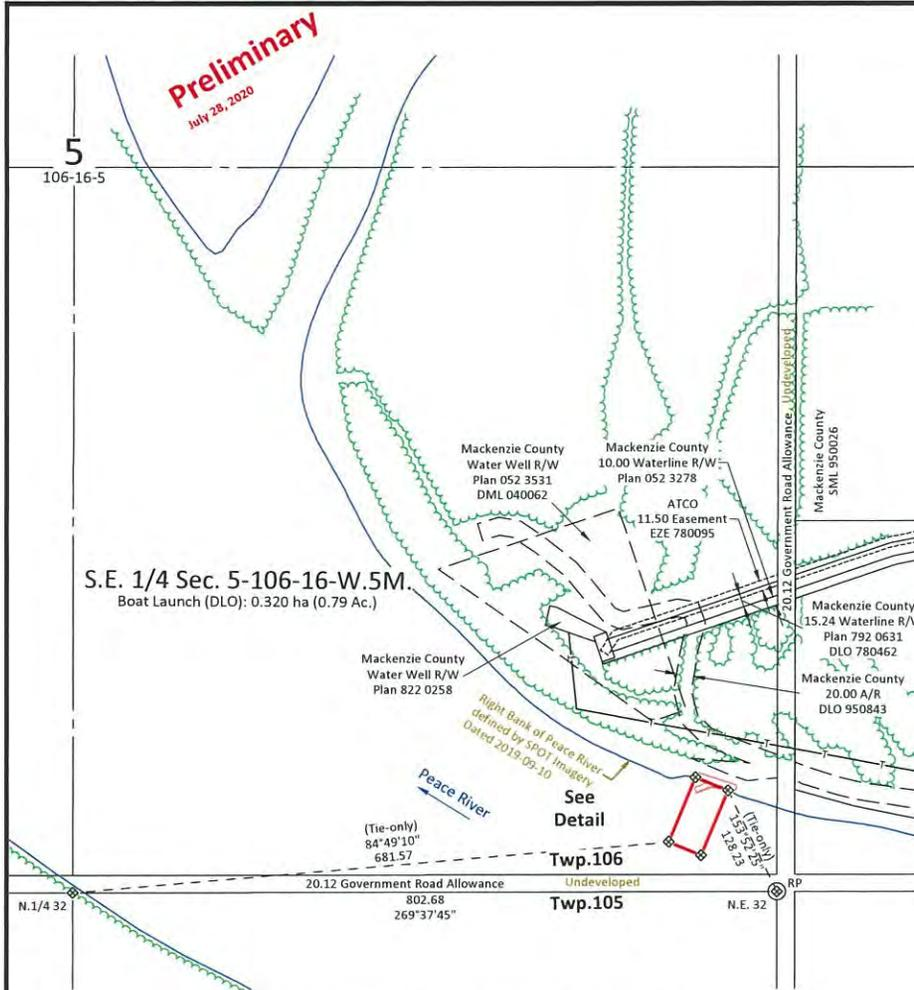 Preliminary
July 28, 2020
5
106-16-5
Mackenzie County
Water Well R/W
Plan 052 3531
DML 040062
Mackenzie County
10.00 Waterline R/W
Plan 052 3278
ATCO
11.50 Easement
EZE 780095
20.12 Government Road Allowance Undeveloped
Mackenzie County
SML 950026
S.E. 1/4 Sec. 5-106-16-W.5M.
Boat Launch (DLO): 0.320 ha (0.79 Ac.)
Mackenzie County
15.24 Waterline R/W
Plan 792 0631
DLO 780462
Mackenzie County
Water Well R/W
Plan 822 0258
Mackenzie County
20.00 A/R
DLO 950843
Right Bank of Peace River
defined by SPOT Imagery
Dated 2019-09-10
Peace River
See
Detail
(Tie-only)
84°49'10"
681.57
(Tie-only)
153°52'25"
128.23
T
T
T
Twp.106
20.12 Government Road Allowance Undeveloped
802.68
269°37'45"
Twp.105
N.1/4 32
N.E. 32
RP